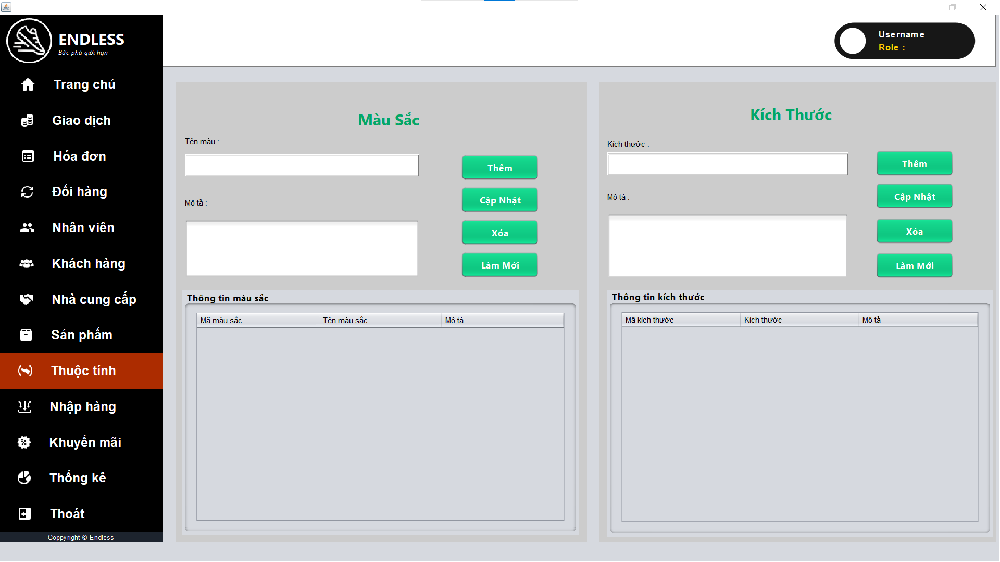 ENDLESS
Bức phá giới hạn
Username
Role :
Trang chủ
Giao dịch
Hóa đơn
Đổi hàng
Nhân viên
Khách hàng
Nhà cung cấp
Sản phẩm
Thuộc tính
Nhập hàng
Khuyến mãi
Thống kê
Thoát
Coppyright © Endless
Màu Sắc
Tên màu :
Thêm
Cập Nhật
Mô tả :
Xóa
Làm Mới
Thông tin màu sắc
Mã màu sắc Tên màu sắc Mô tả
Kích Thước
Kích thước :
Thêm
Cập Nhật
Mô tả :
Xóa
Làm Mới
Thông tin kích thước
Mã kích thước Kích thước Mô tả